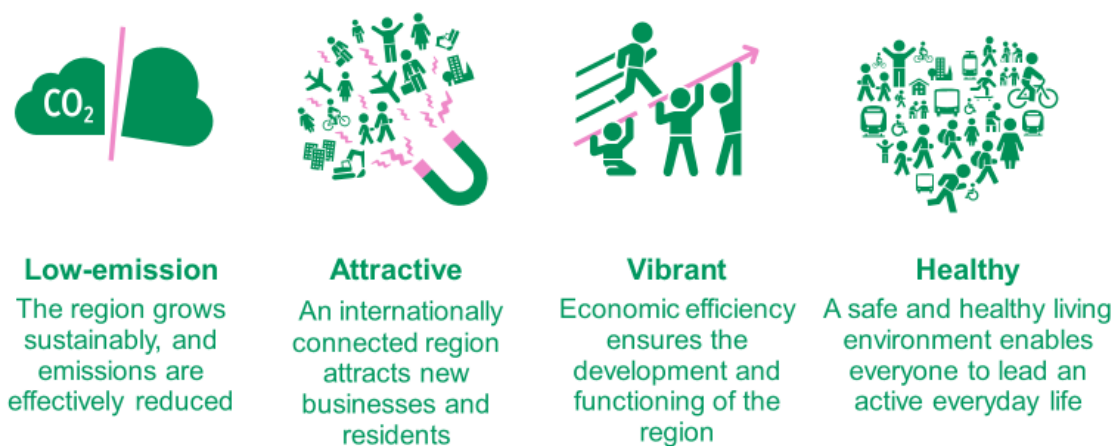 CO₂
Low-emission
The region grows
sustainably, and
emissions are
effectively reduced
Attractive
An internationally
connected region
attracts new
businesses and
residents
Vibrant
Economic efficiency
ensures the
development and
functioning of the
region
Healthy
A safe and healthy living
environment enables
everyone to lead an
active everyday life